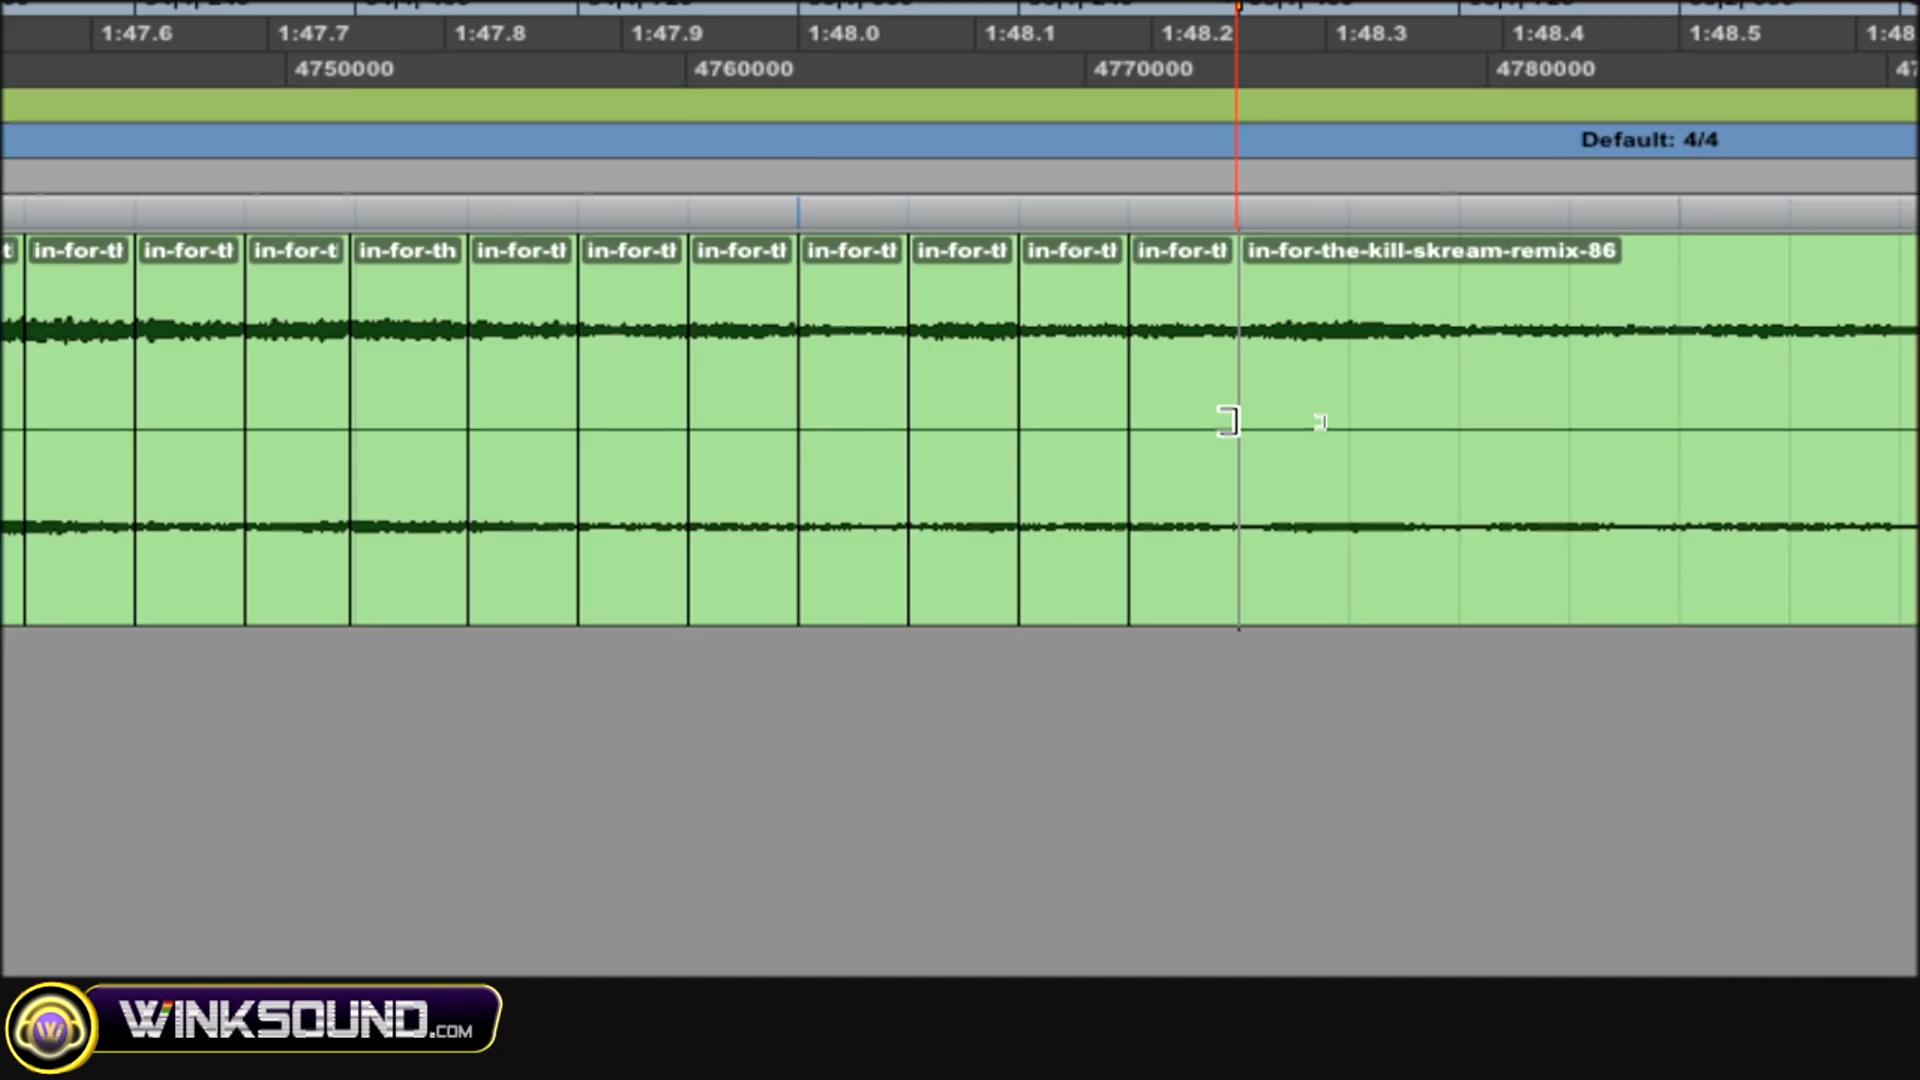 1:47.6 1:47.7 1:47.8 1:47.9 1:48.0 1:48.1 1:48.2 1:48.3 1:48.4 1:48.5 1:48
4750000 4760000 4770000 4780000 47
Default: 4/4
t in-for-th in-for-tl in-for-t in-for-th in-for-tl in-for-tl in-for-tl in-for-tl in-for-tl in-for-tl in-for-tl in-for-the-kill-skream-remix-86
WINKSOUND.COM